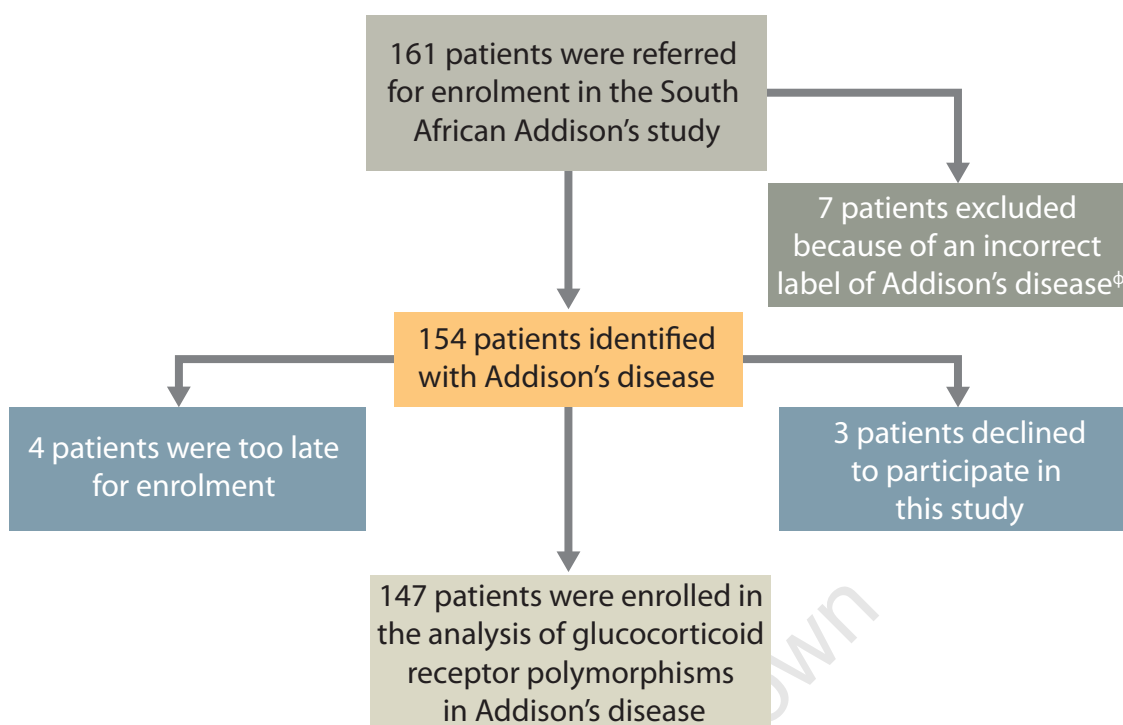 161 patients were referred
for enrolment in the South
African Addison's study
7 patients excluded
because of an incorrect
label of Addison's diseaseᶲ
154 patients identified
with Addison's disease
4 patients were too late
for enrolment
3 patients declined
to participate in
this study
147 patients were enrolled in
the analysis of glucocorticoid
receptor polymorphisms
in Addison's disease
own